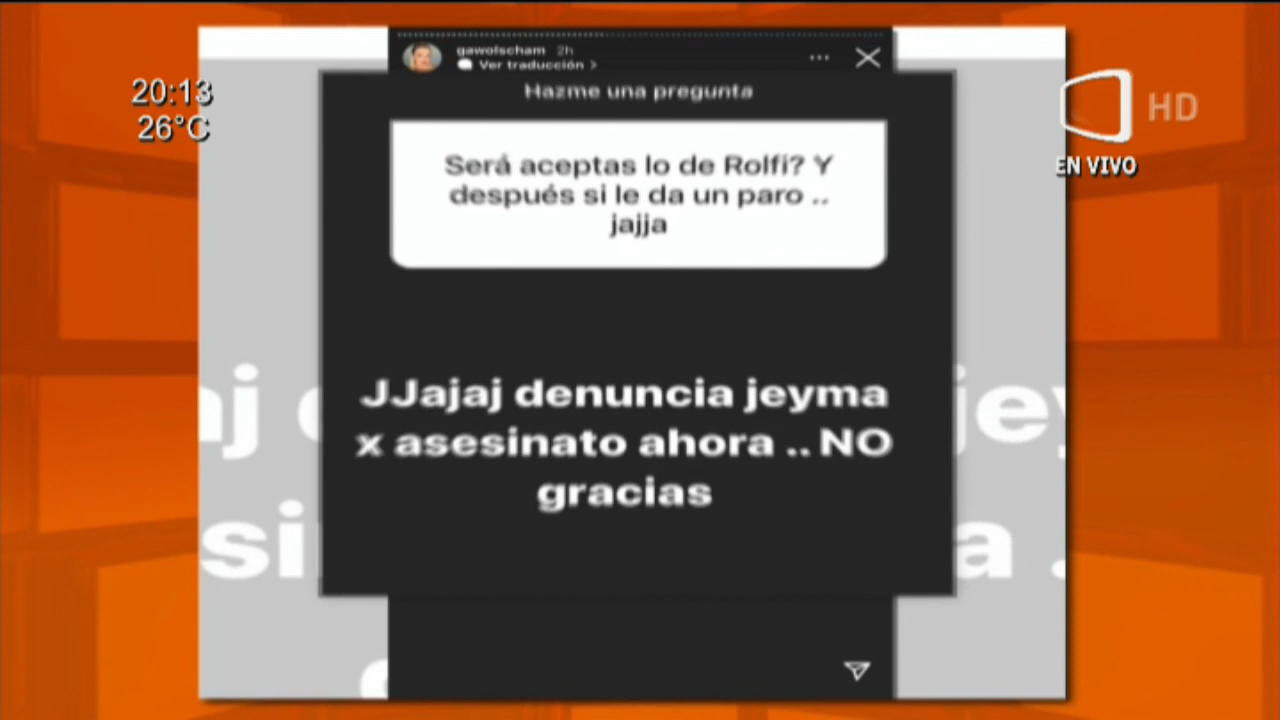 gawolscham 2h
Ver traducción >
20:13
26°C
Hazme una pregunta
HD
EN VIVO
Será aceptas lo de Rolfi? Y
después si le da un paro ..
jajja
JJajaj denuncia jeyma
x asesinato ahora .. NO
gracias